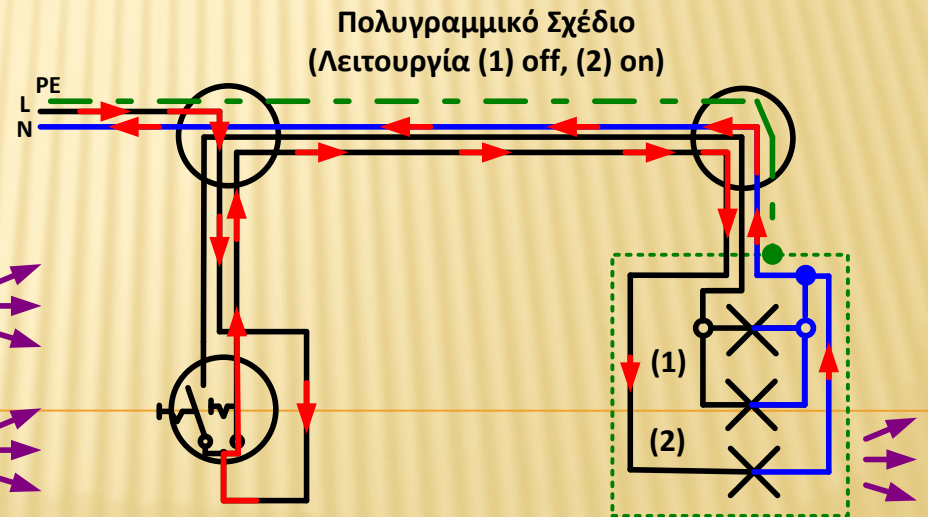 Πολυγραμμικό Σχέδιο
(Λειτουργία (1) off, (2) on)
PE
L
N
(1)
(2)